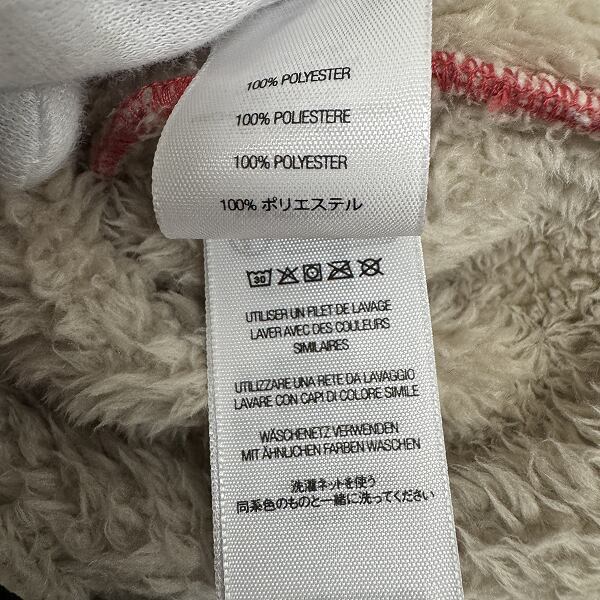 100% POLYESTER
100% POLIESTERE
100% POLYESTER
100% ポリエステル
30
UTILISER UN FILET DE LAVAGE
LAVER AVEC DES COULEURS
SIMILAIRES
UTILIZZARE UNA RETE DA LAVAGGIO
LAVARE CON CAPI DI COLORE SIMILE
WÄSCHENETZ VERWENDEN
MIT ÄHNLICHEN FARBEN WASCHEN
洗濯ネットを使う
同系色のものと一緒に洗ってください